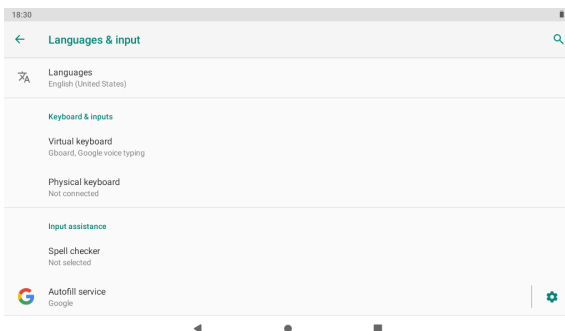 18:30
Languages & input
Languages
English (United States)
Keyboard & inputs
Virtual keyboard
Gboard, Google voice typing
Physical keyboard
Not connected
Input assistance
Spell checker
Not selected
Autofill service
Google